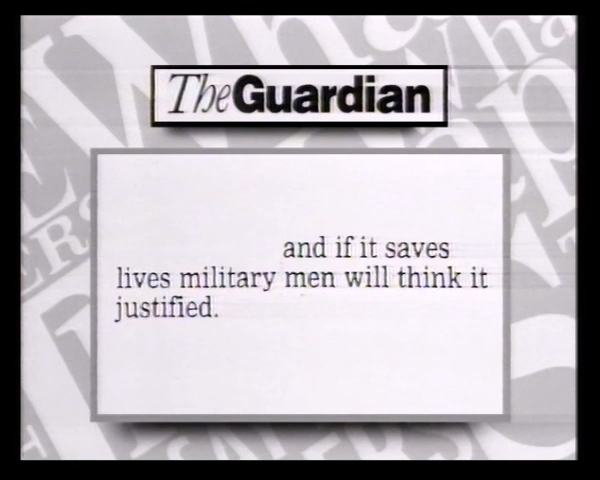 The Guardian
and if it saves
lives military men will think it
justified.